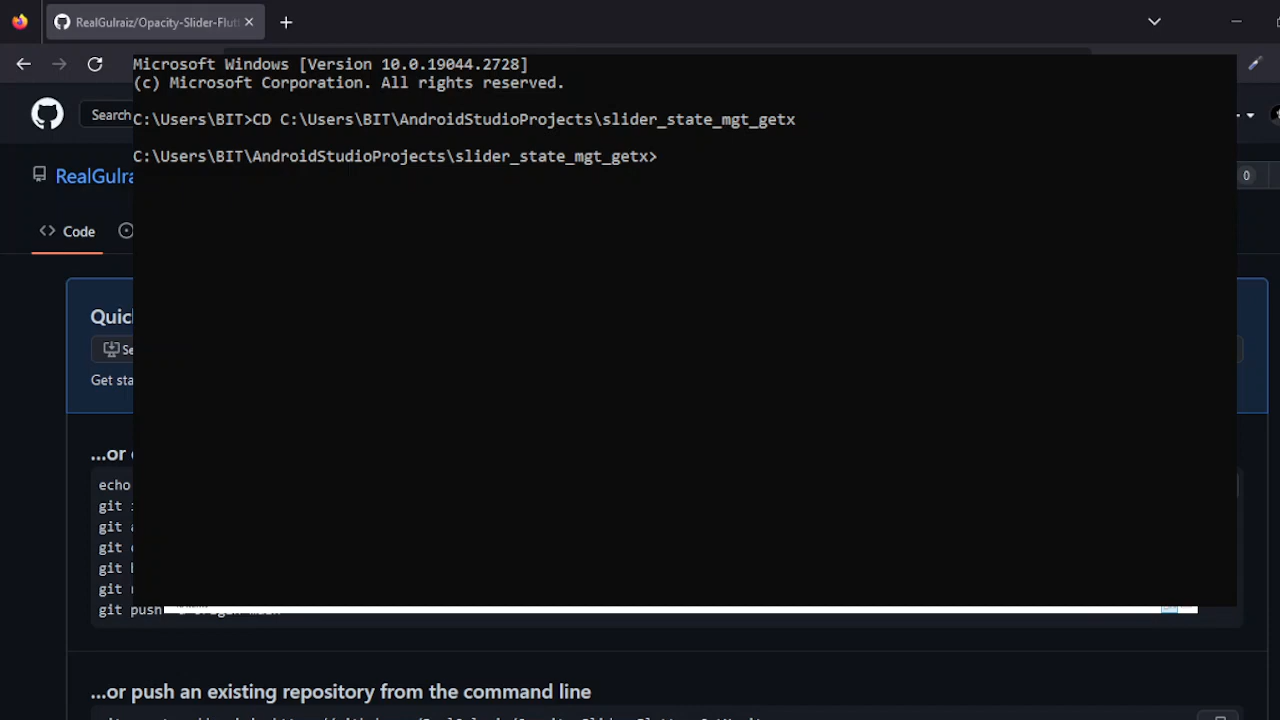 RealGulraiz/Opacity-Slider-Flut
Microsoft Windows [Version 10.0.19044.2728]
(c) Microsoft Corporation. All rights reserved.
Search
C:\Users\BIT>CD C:\Users\BIT\AndroidStudioProjects\slider_state_mgt_getx
C:\Users\BIT\AndroidStudioProjects\slider_state_mgt_getx>
RealGulra
0
Code
Quic
Se
Get sta
...or
echo
git
git
git
git
git
git push
...or push an existing repository from the command line